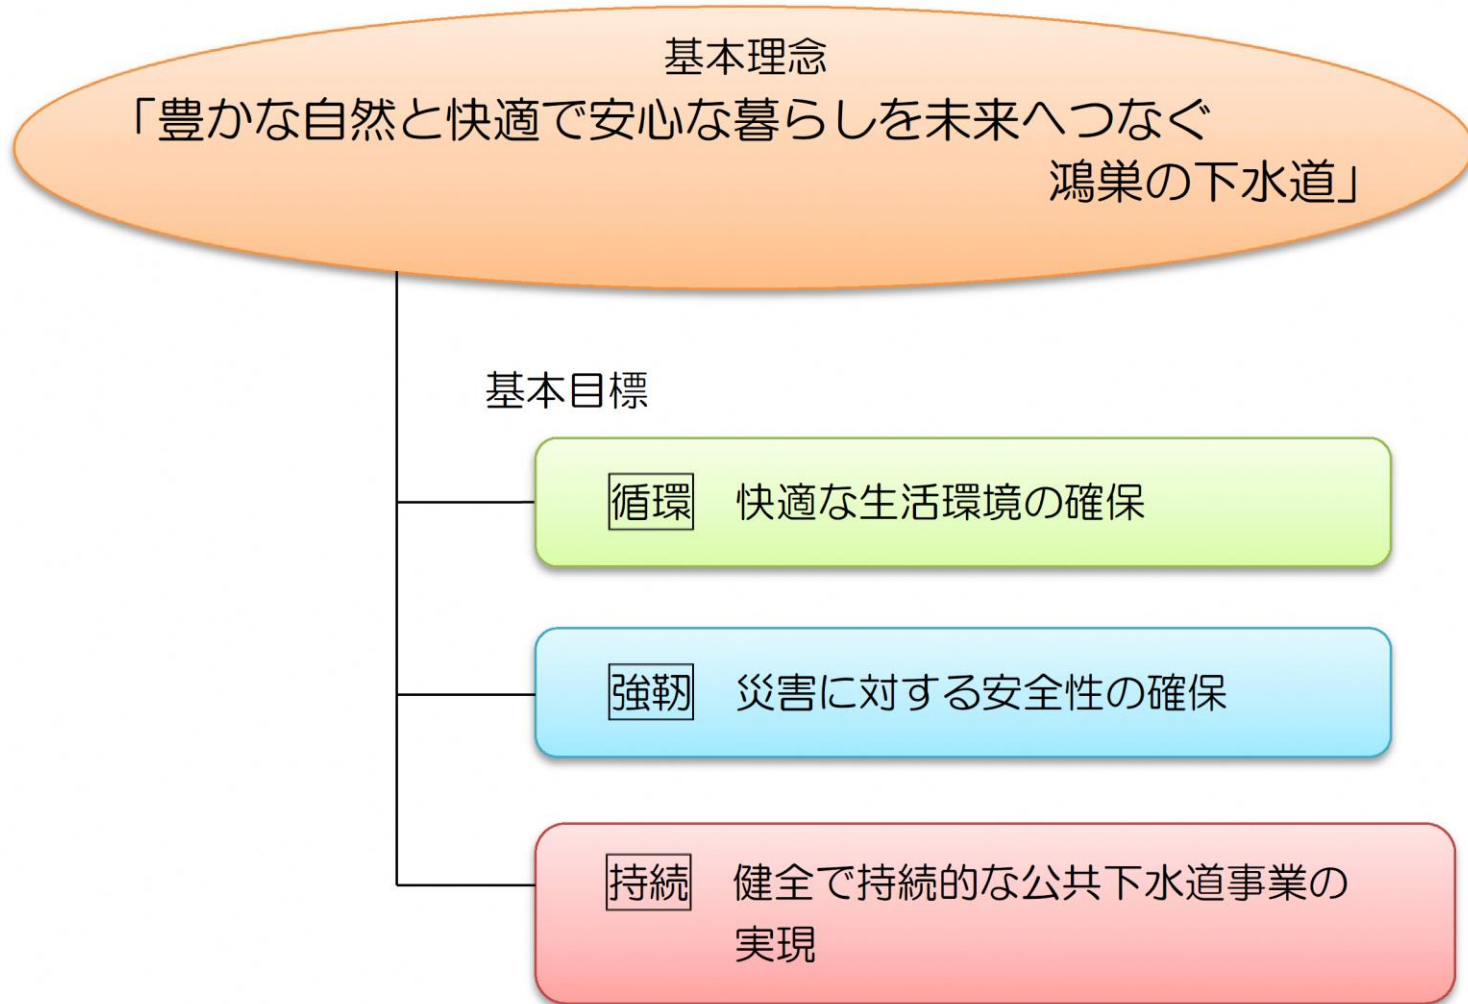 基本理念
「豊かな自然と快適で安心な暮らしを未来へつなぐ
鴻巣の下水道」
基本目標
循環 快適な生活環境の確保
強靭 災害に対する安全性の確保
持続 健全で持続的な公共下水道事業の
実現